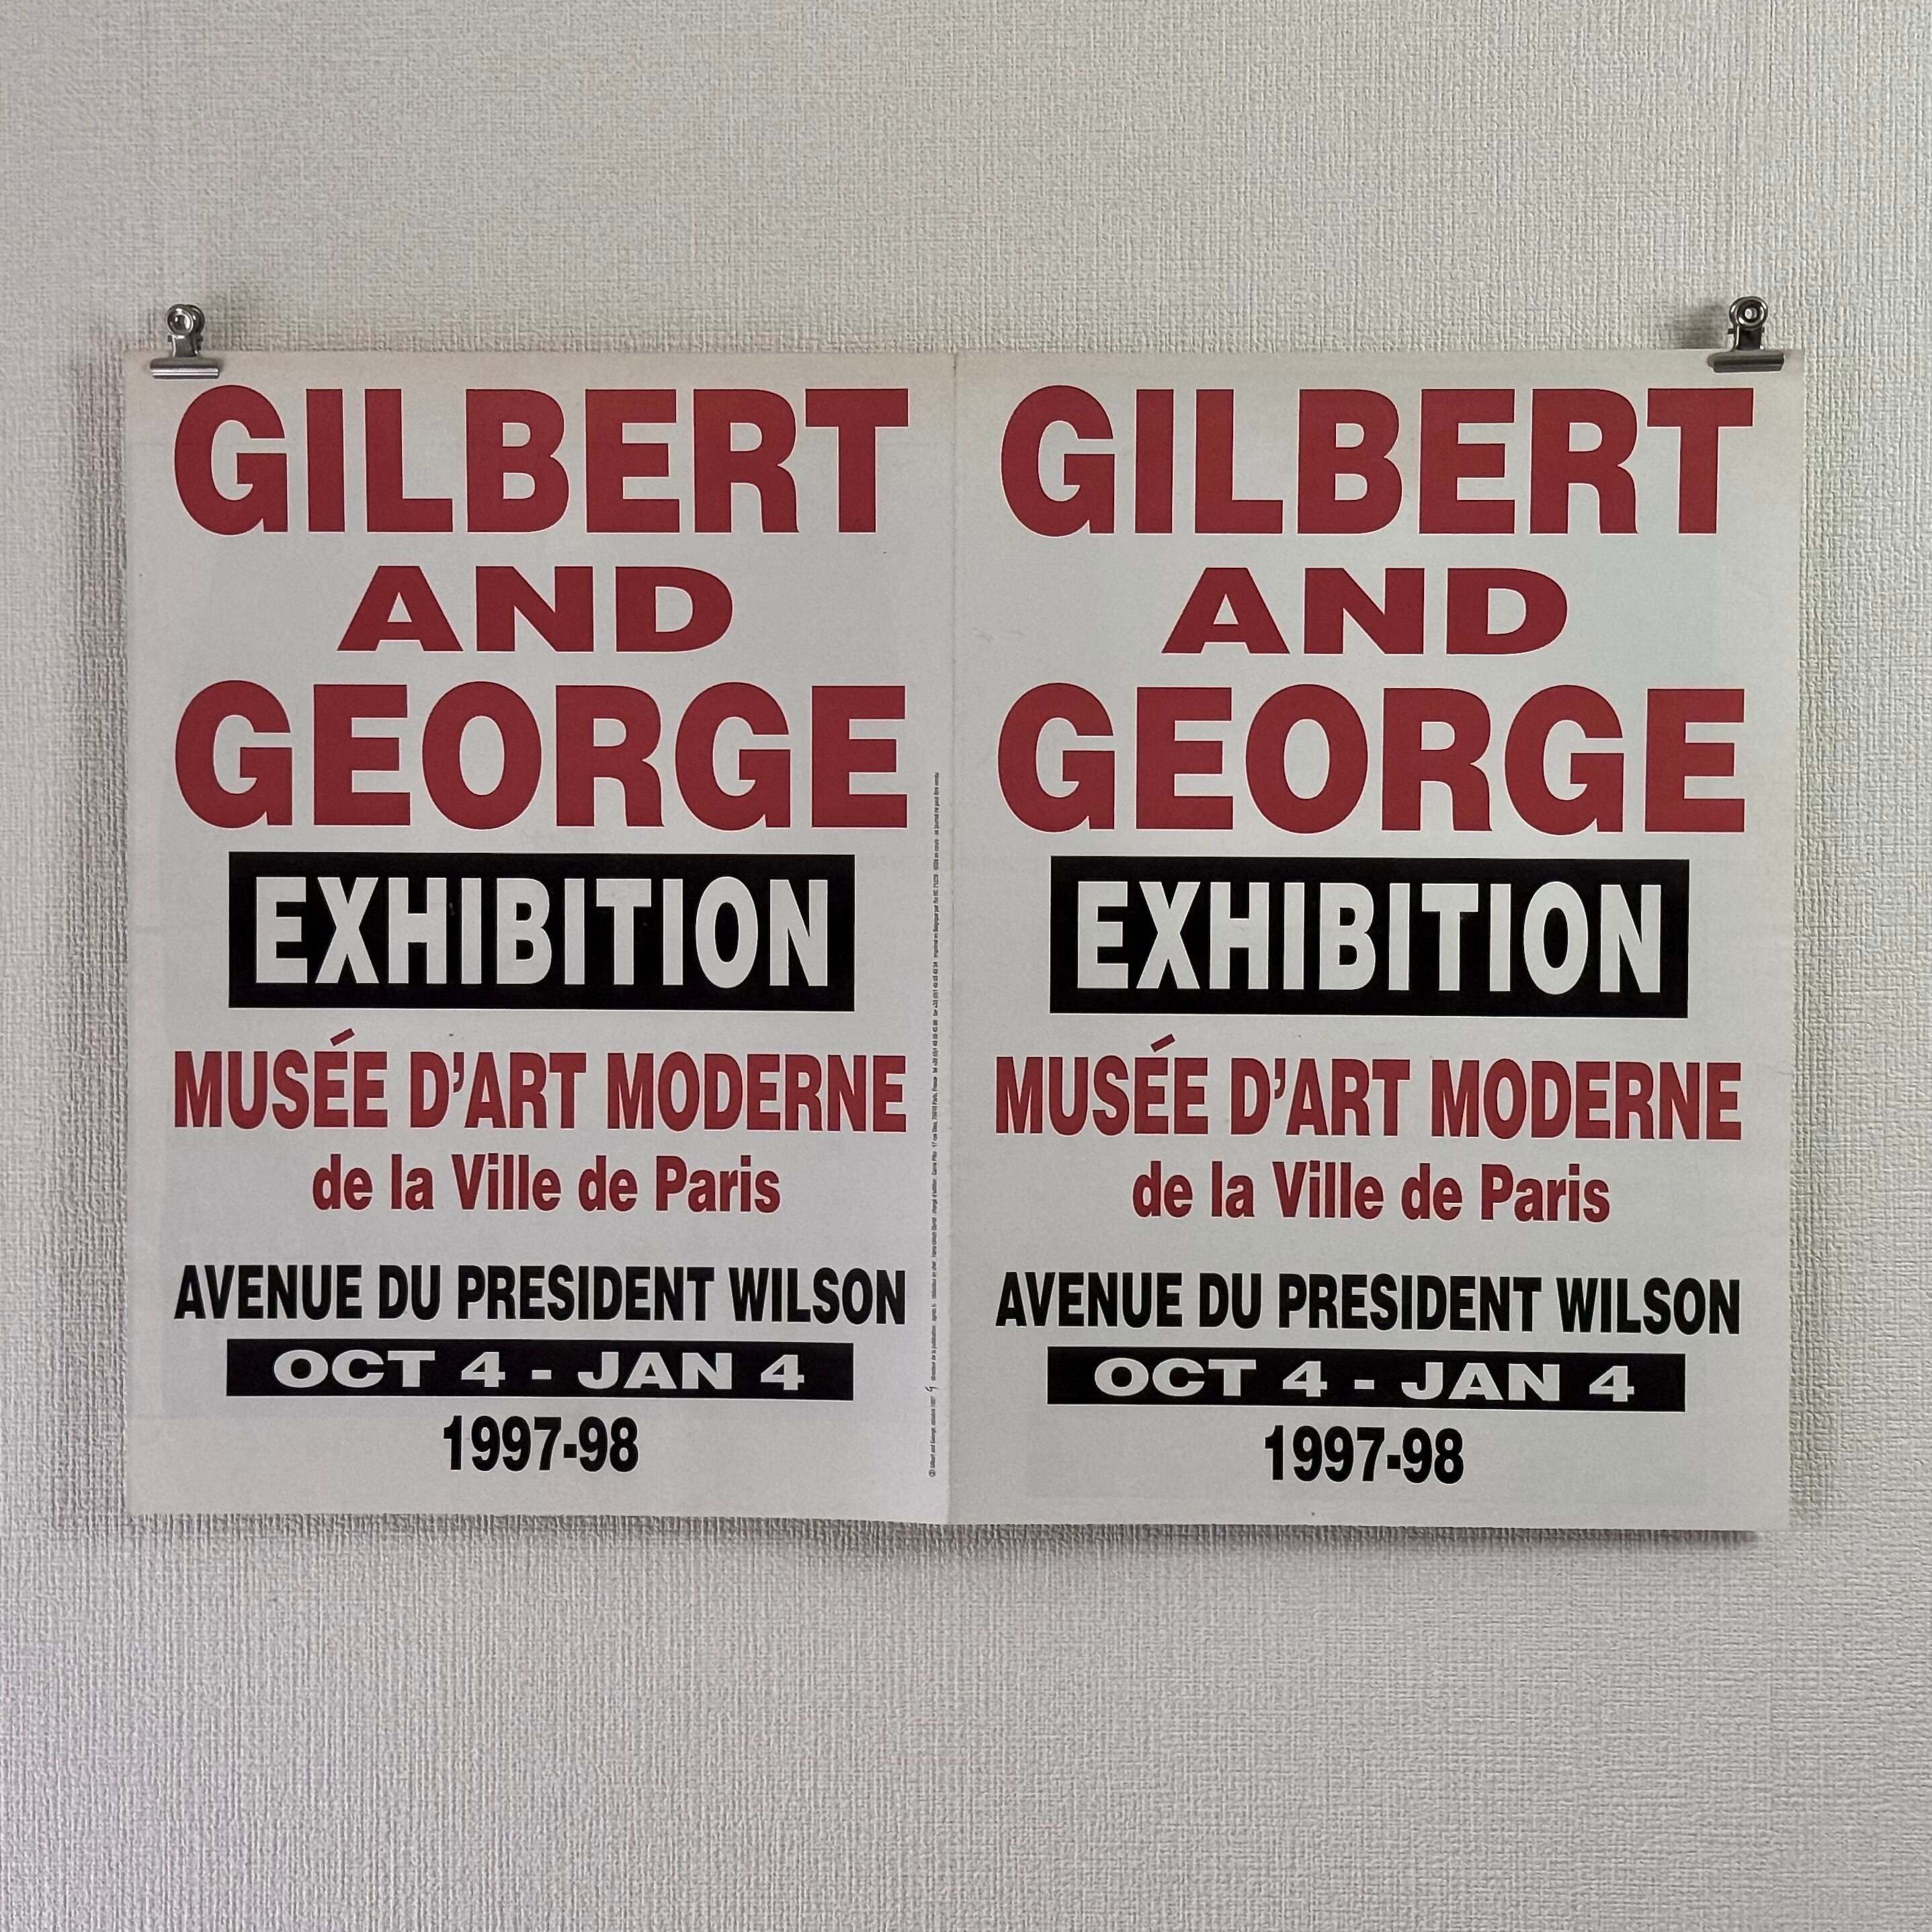 GILBERT
AND
GEORGE
EXHIBITION
MUSÉE D'ART MODERNE
de la Ville de Paris
AVENUE DU PRESIDENT WILSON
OCT 4 - JAN 4
1997-98
GILBERT
AND
GEORGE
EXHIBITION
MUSÉE D'ART MODERNE
de la Ville de Paris
AVENUE DU PRESIDENT WILSON
OCT 4 - JAN 4
1997-98